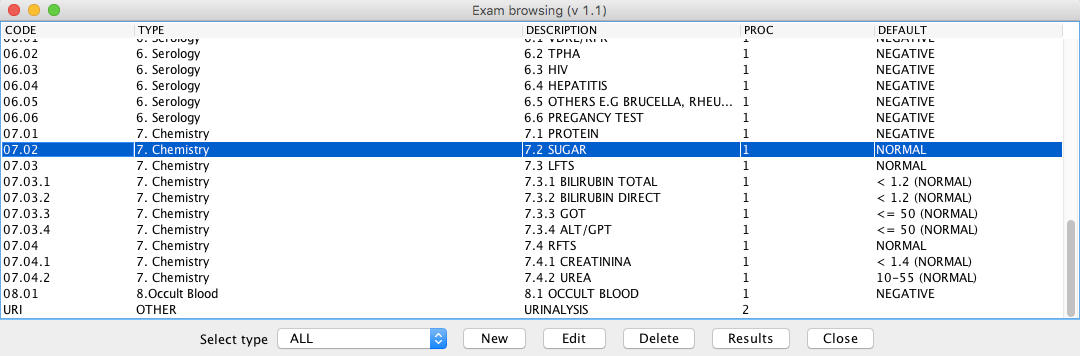 Exam browsing (v 1.1)
CODE TYPE DESCRIPTION PROC DEFAULT
06.01 6. Serology 6.1 VDRL/RPR 1 NEGATIVE
06.02 6. Serology 6.2 TPHA 1 NEGATIVE
06.03 6. Serology 6.3 HIV 1 NEGATIVE
06.04 6. Serology 6.4 HEPATITIS 1 NEGATIVE
06.05 6. Serology 6.5 OTHERS E.G BRUCELLA, RHEU... 1 NEGATIVE
06.06 6. Serology 6.6 PREGANCY TEST 1 NEGATIVE
07.01 7. Chemistry 7.1 PROTEIN 1 NEGATIVE
07.02 7. Chemistry 7.2 SUGAR 1 NORMAL
07.03 7. Chemistry 7.3 LFTS 1 NORMAL
07.03.1 7. Chemistry 7.3.1 BILIRUBIN TOTAL 1 < 1.2 (NORMAL)
07.03.2 7. Chemistry 7.3.2 BILIRUBIN DIRECT 1 < 1.2 (NORMAL)
07.03.3 7. Chemistry 7.3.3 GOT 1 <= 50 (NORMAL)
07.03.4 7. Chemistry 7.3.4 ALT/GPT 1 <= 50 (NORMAL)
07.04 7. Chemistry 7.4 RFTS 1 NORMAL
07.04.1 7. Chemistry 7.4.1 CREATININA 1 < 1.4 (NORMAL)
07.04.2 7. Chemistry 7.4.2 UREA 1 10-55 (NORMAL)
08.01 8.Occult Blood 8.1 OCCULT BLOOD 1 NEGATIVE
URI OTHER URINALYSIS 2
Select type ALL New Edit Delete Results Close